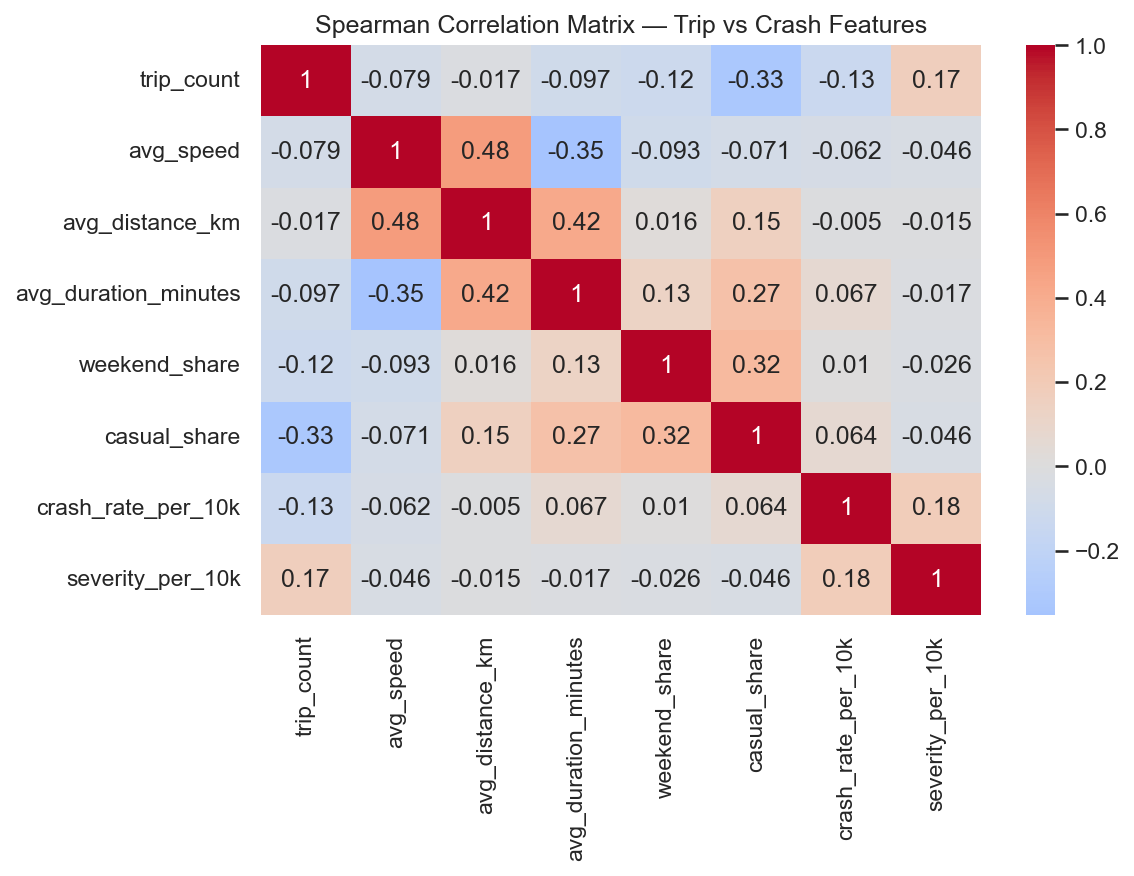 Spearman Correlation Matrix — Trip vs Crash Features
trip_count 1 -0.079 -0.017 -0.097 -0.12 -0.33 -0.13 0.17
avg_speed -0.079 1 0.48 -0.35 -0.093 -0.071 -0.062 -0.046
avg_distance_km -0.017 0.48 1 0.42 0.016 0.15 -0.005 -0.015
avg_duration_minutes -0.097 -0.35 0.42 1 0.13 0.27 0.067 -0.017
weekend_share -0.12 -0.093 0.016 0.13 1 0.32 0.01 -0.026
casual_share -0.33 -0.071 0.15 0.27 0.32 1 0.064 -0.046
crash_rate_per_10k -0.13 -0.062 -0.005 0.067 0.01 0.064 1 0.18
severity_per_10k 0.17 -0.046 -0.015 -0.017 -0.026 -0.046 0.18 1
trip_count
avg_speed
avg_distance_km
avg_duration_minutes
weekend_share
casual_share
crash_rate_per_10k
severity_per_10k
1.0
0.8
0.6
0.4
0.2
0.0
−0.2